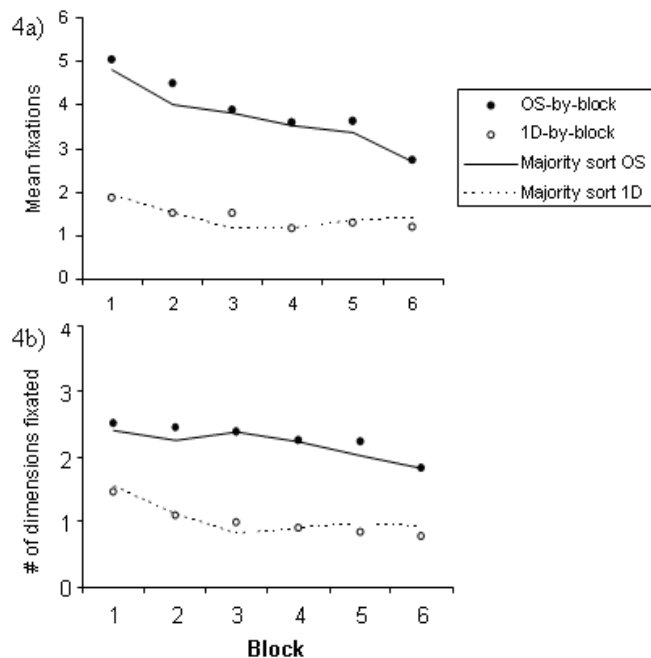 4a)
Mean fixations
6
5
4
3
2
1
0
1 2 3 4 5 6
OS-by-block
1D-by-block
Majority sort OS
Majority sort 1D
4b)
# of dimensions fixated
4
3
2
1
0
1 2 3 4 5 6
Block